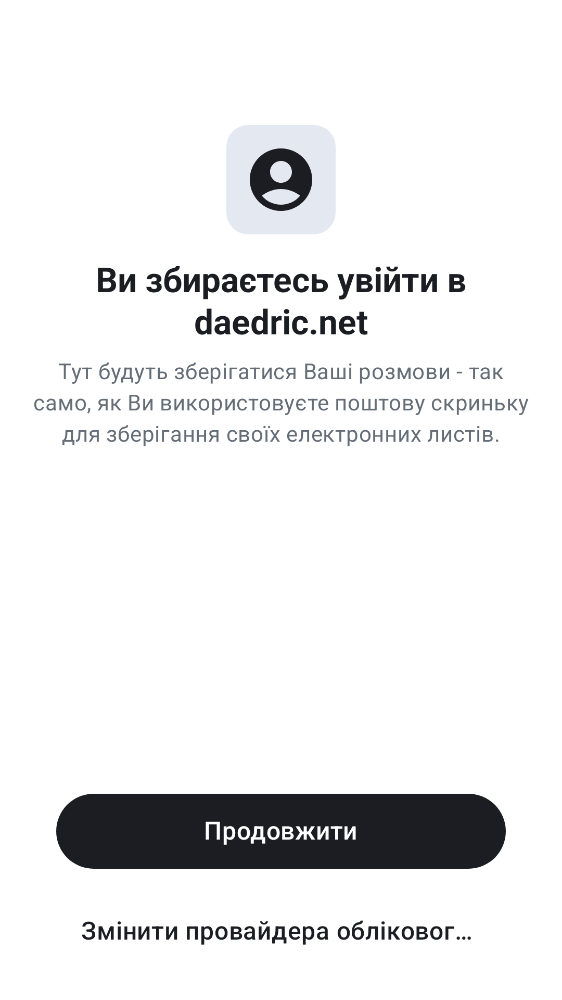 Ви збираєтесь увійти в
daedric.net
Тут будуть зберігатися Ваші розмови - так
само, як Ви використовуєте поштову скриньку
для зберігання своїх електронних листів.
Продовжити
Змінити провайдера обліковог...